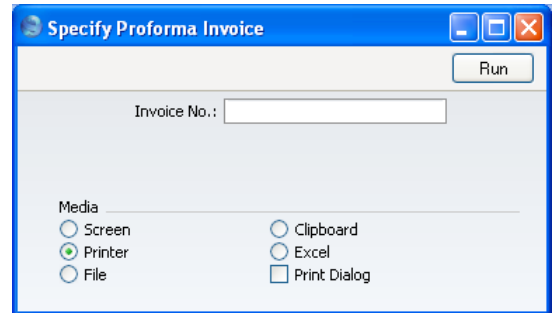 Specify Proforma Invoice
Run
Invoice No.:
Media
Screen Clipboard
Printer Excel
File Print Dialog